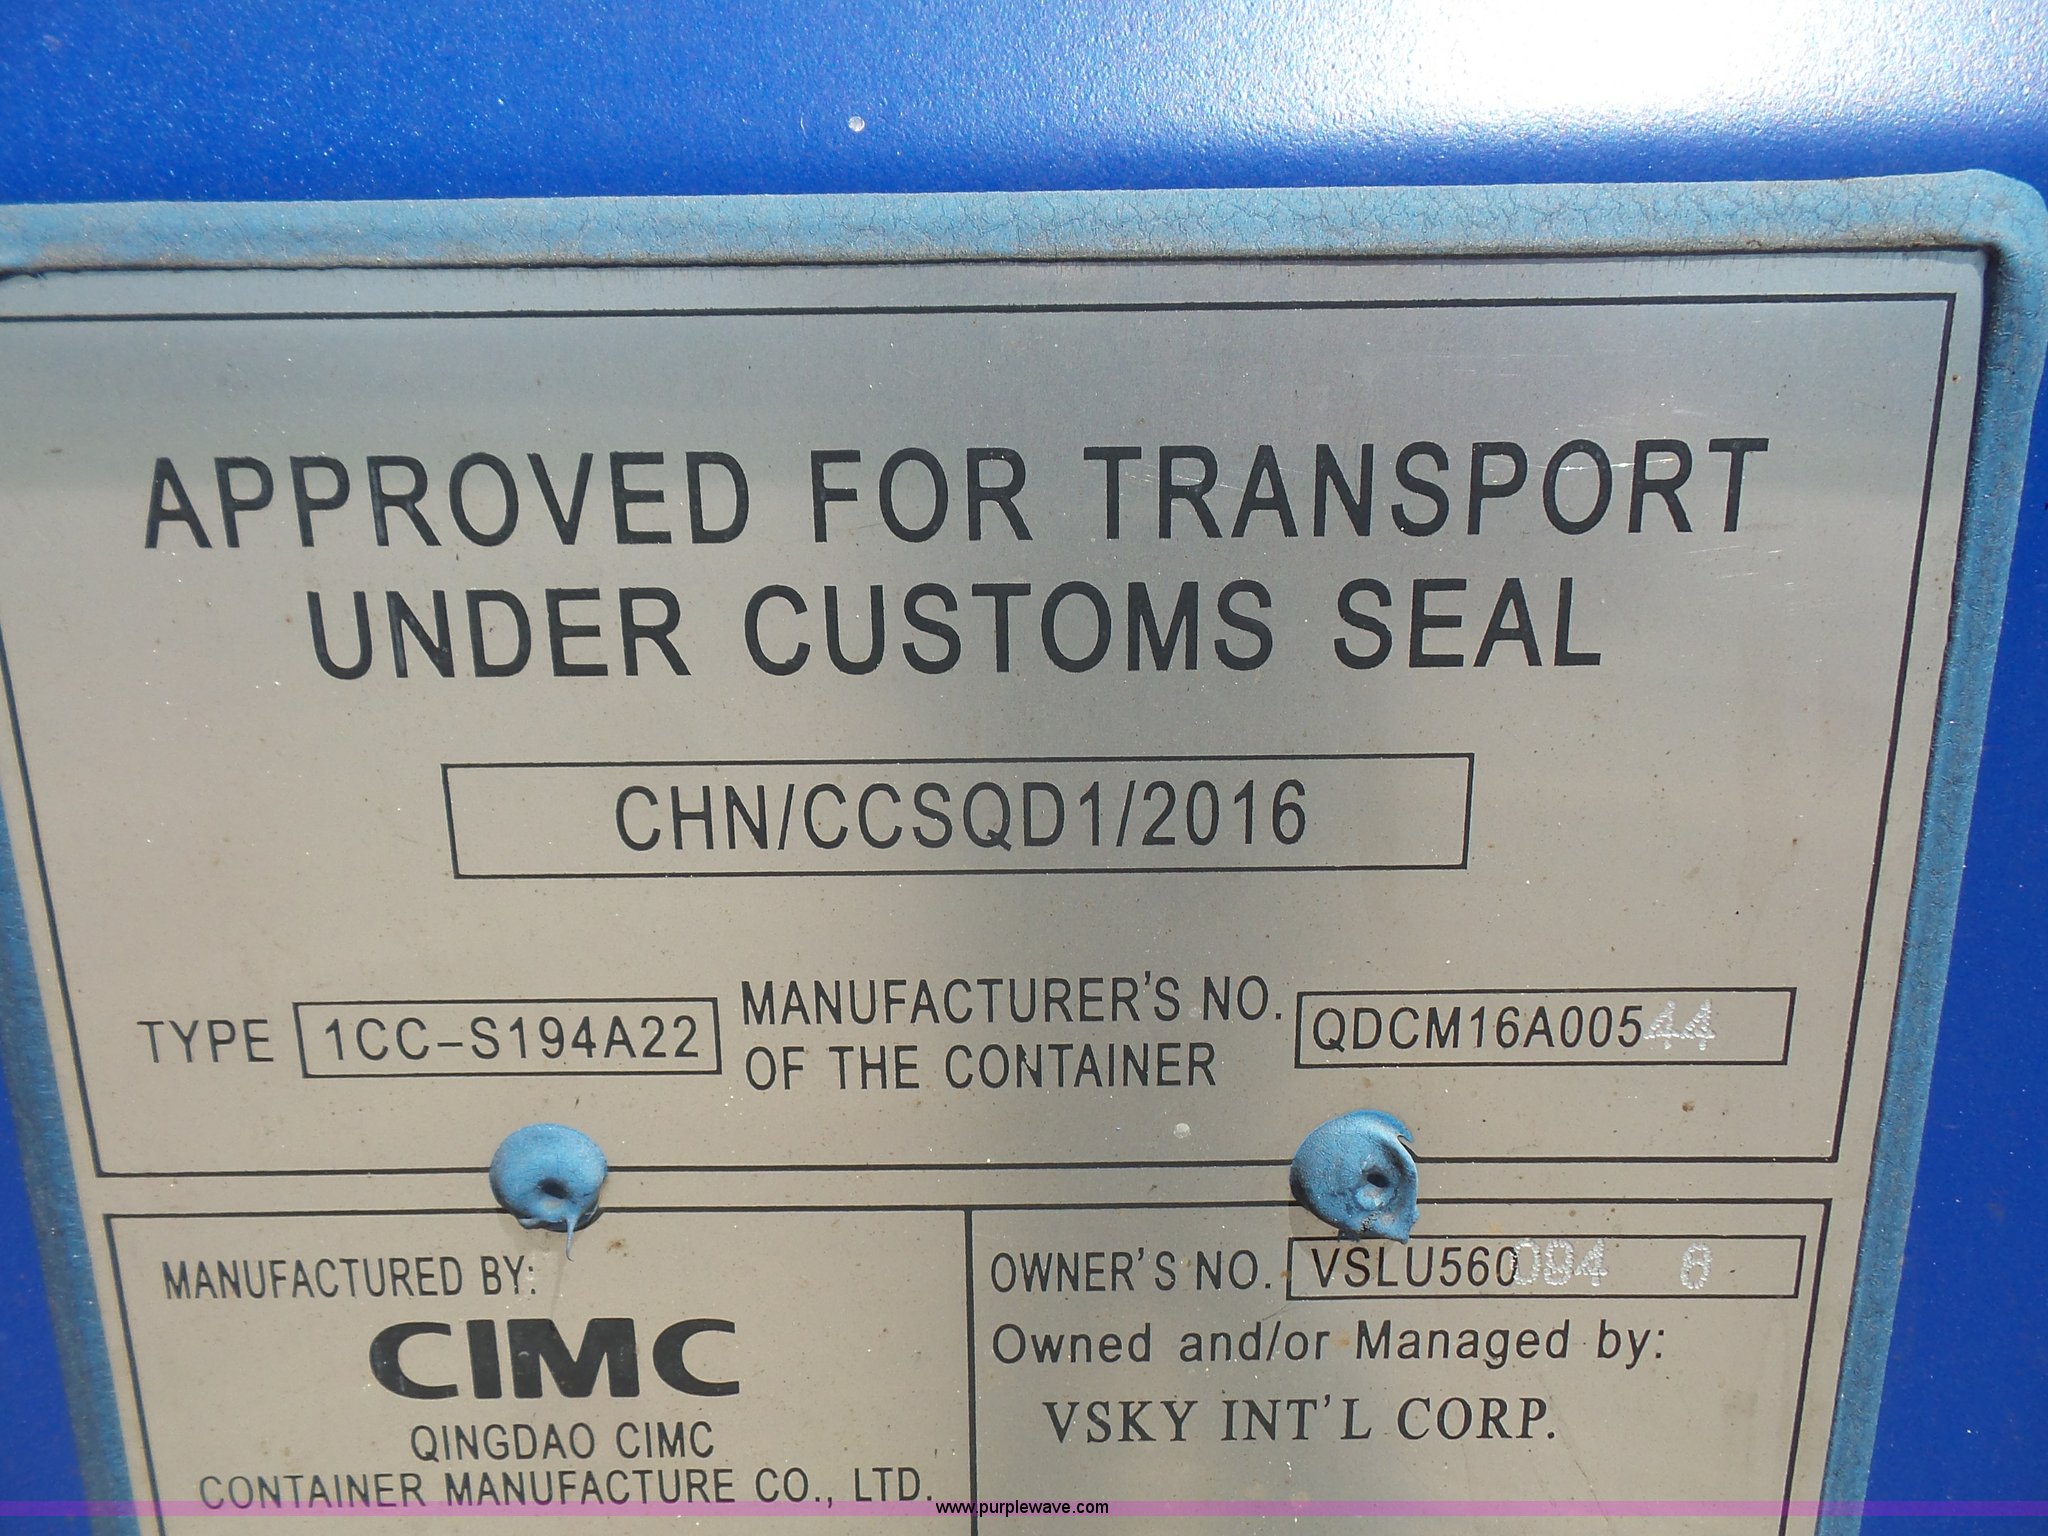 APPROVED FOR TRANSPORT
UNDER CUSTOMS SEAL
CHN/CCSQD1/2016
TYPE 1CC-S194A22 MANUFACTURER'S NO. OF THE CONTAINER QDCM16A00544
MANUFACTURED BY:
CIMC
QINGDAO CIMC
CONTAINER MANUFACTURE CO., LTD.
OWNER'S NO. VSLU560094 6
Owned and/or Managed by:
VSKY INT'L CORP.
www.purplewave.com